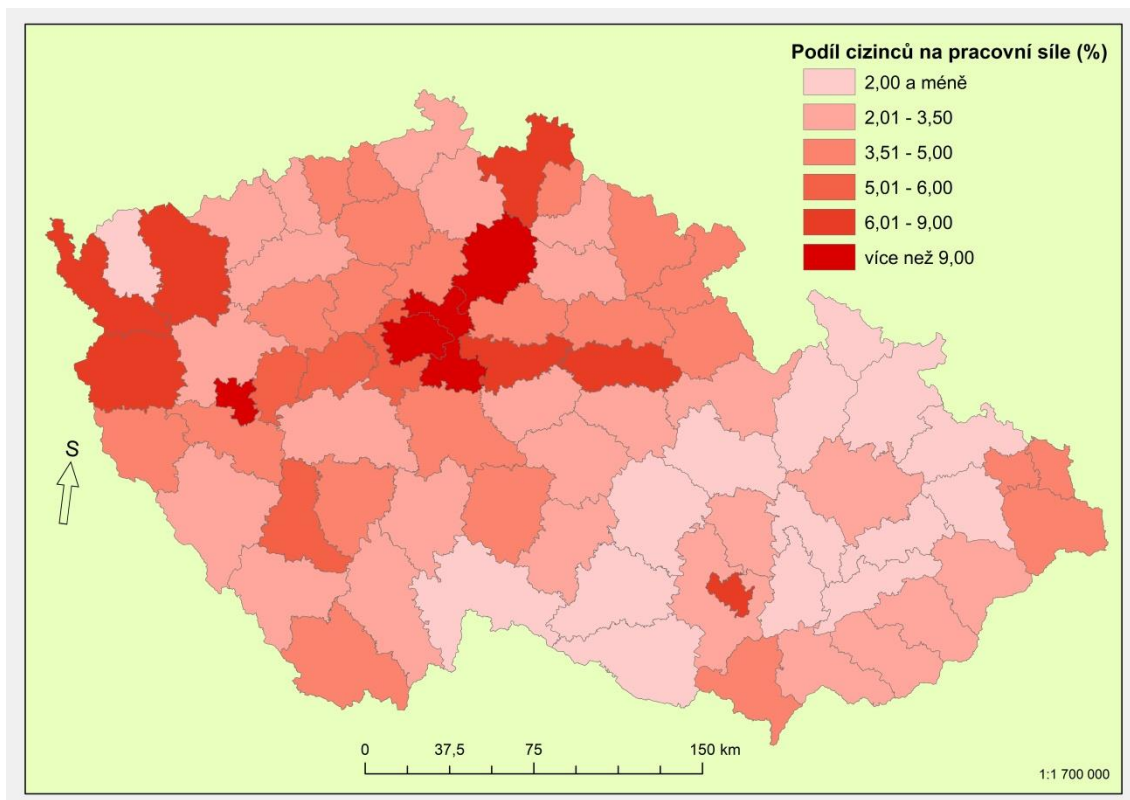 Podíl cizinců na pracovní síle (%)
2,00 a méně
2,01 - 3,50
3,51 - 5,00
5,01 - 6,00
6,01 - 9,00
více než 9,00
S
0 37,5 75 150 km
1:1 700 000